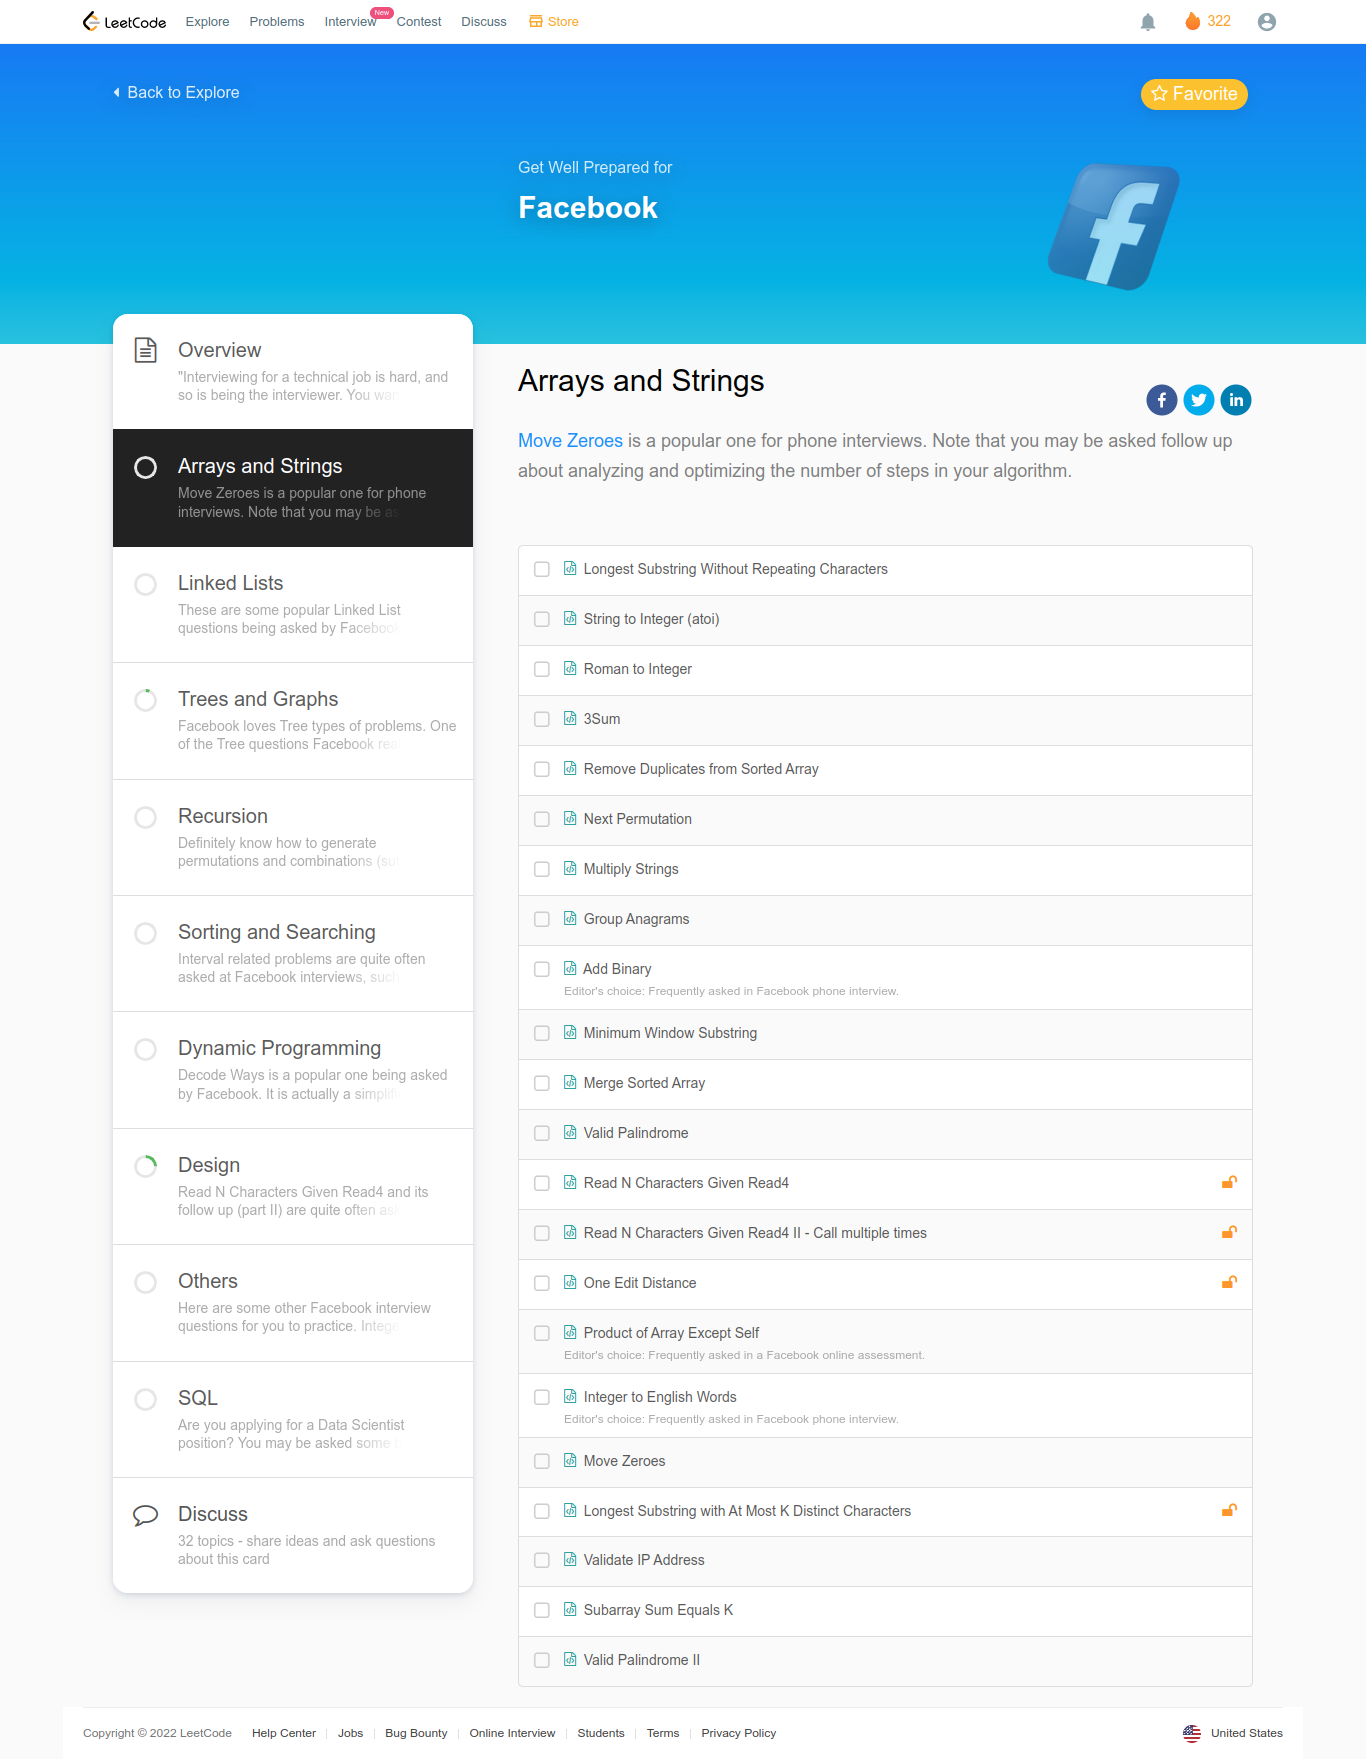 LeetCode Explore Problems Interview New Contest Discuss Store 322
Back to Explore
Favorite
Get Well Prepared for
Facebook
Overview
"Interviewing for a technical job is hard, and
so is being the interviewer. You wan
Arrays and Strings
Move Zeroes is a popular one for phone
interviews. Note that you may be as
Linked Lists
These are some popular Linked List
questions being asked by Facebook
Trees and Graphs
Facebook loves Tree types of problems. One
of the Tree questions Facebook rea
Recursion
Definitely know how to generate
permutations and combinations (su
Sorting and Searching
Interval related problems are quite often
asked at Facebook interviews, such
Dynamic Programming
Decode Ways is a popular one being asked
by Facebook. It is actually a simplifi
Design
Read N Characters Given Read4 and its
follow up (part II) are quite often as
Others
Here are some other Facebook interview
questions for you to practice. Intege
SQL
Are you applying for a Data Scientist
position? You may be asked some
Discuss
32 topics - share ideas and ask questions
about this card
Arrays and Strings
Move Zeroes is a popular one for phone interviews. Note that you may be asked follow up
about analyzing and optimizing the number of steps in your algorithm.
Longest Substring Without Repeating Characters
String to Integer (atoi)
Roman to Integer
3Sum
Remove Duplicates from Sorted Array
Next Permutation
Multiply Strings
Group Anagrams
Add Binary
Editor's choice: Frequently asked in Facebook phone interview.
Minimum Window Substring
Merge Sorted Array
Valid Palindrome
Read N Characters Given Read4
Read N Characters Given Read4 II - Call multiple times
One Edit Distance
Product of Array Except Self
Editor's choice: Frequently asked in a Facebook online assessment.
Integer to English Words
Editor's choice: Frequently asked in Facebook phone interview.
Move Zeroes
Longest Substring with At Most K Distinct Characters
Validate IP Address
Subarray Sum Equals K
Valid Palindrome II
Copyright © 2022 LeetCode Help Center Jobs Bug Bounty Online Interview Students Terms Privacy Policy United States